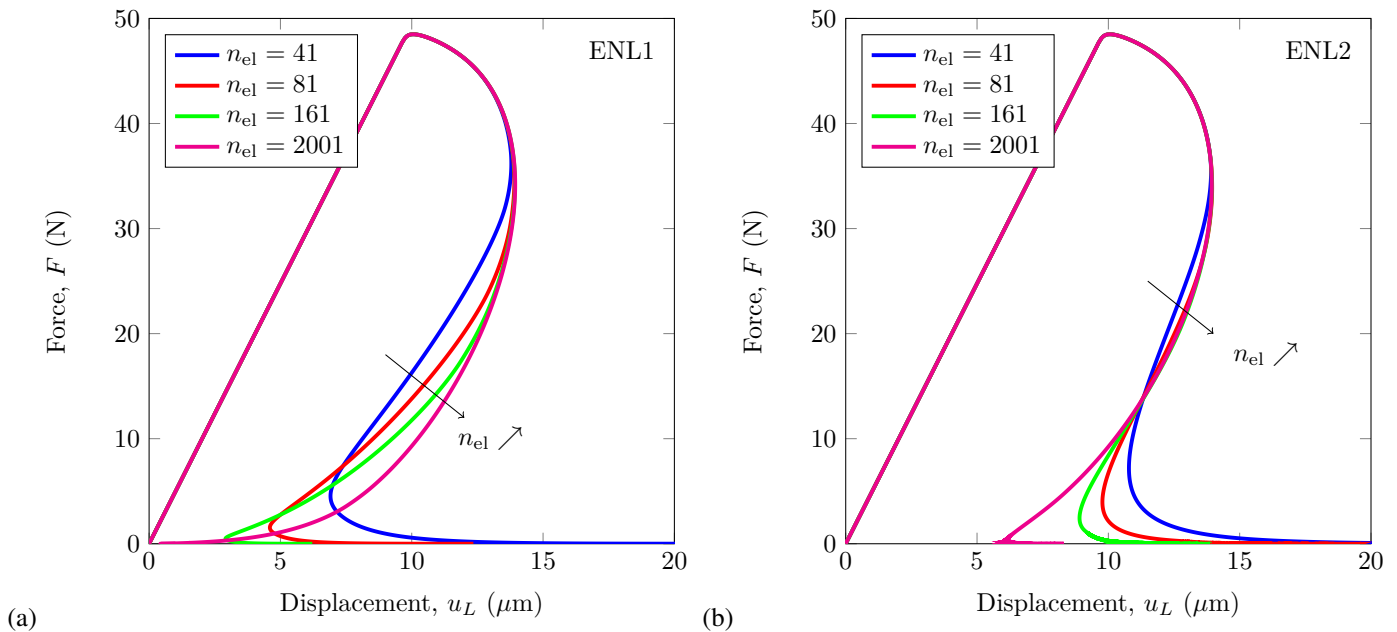 50
40
30
20
10
0
0 5 10 15 20
Force, F (N)
Displacement, u_L (μm)
n_el = 41
n_el = 81
n_el = 161
n_el = 2001
ENL1
n_el ↗
(a)
50
40
30
20
10
0
0 5 10 15 20
Force, F (N)
Displacement, u_L (μm)
n_el = 41
n_el = 81
n_el = 161
n_el = 2001
ENL2
n_el ↗
(b)